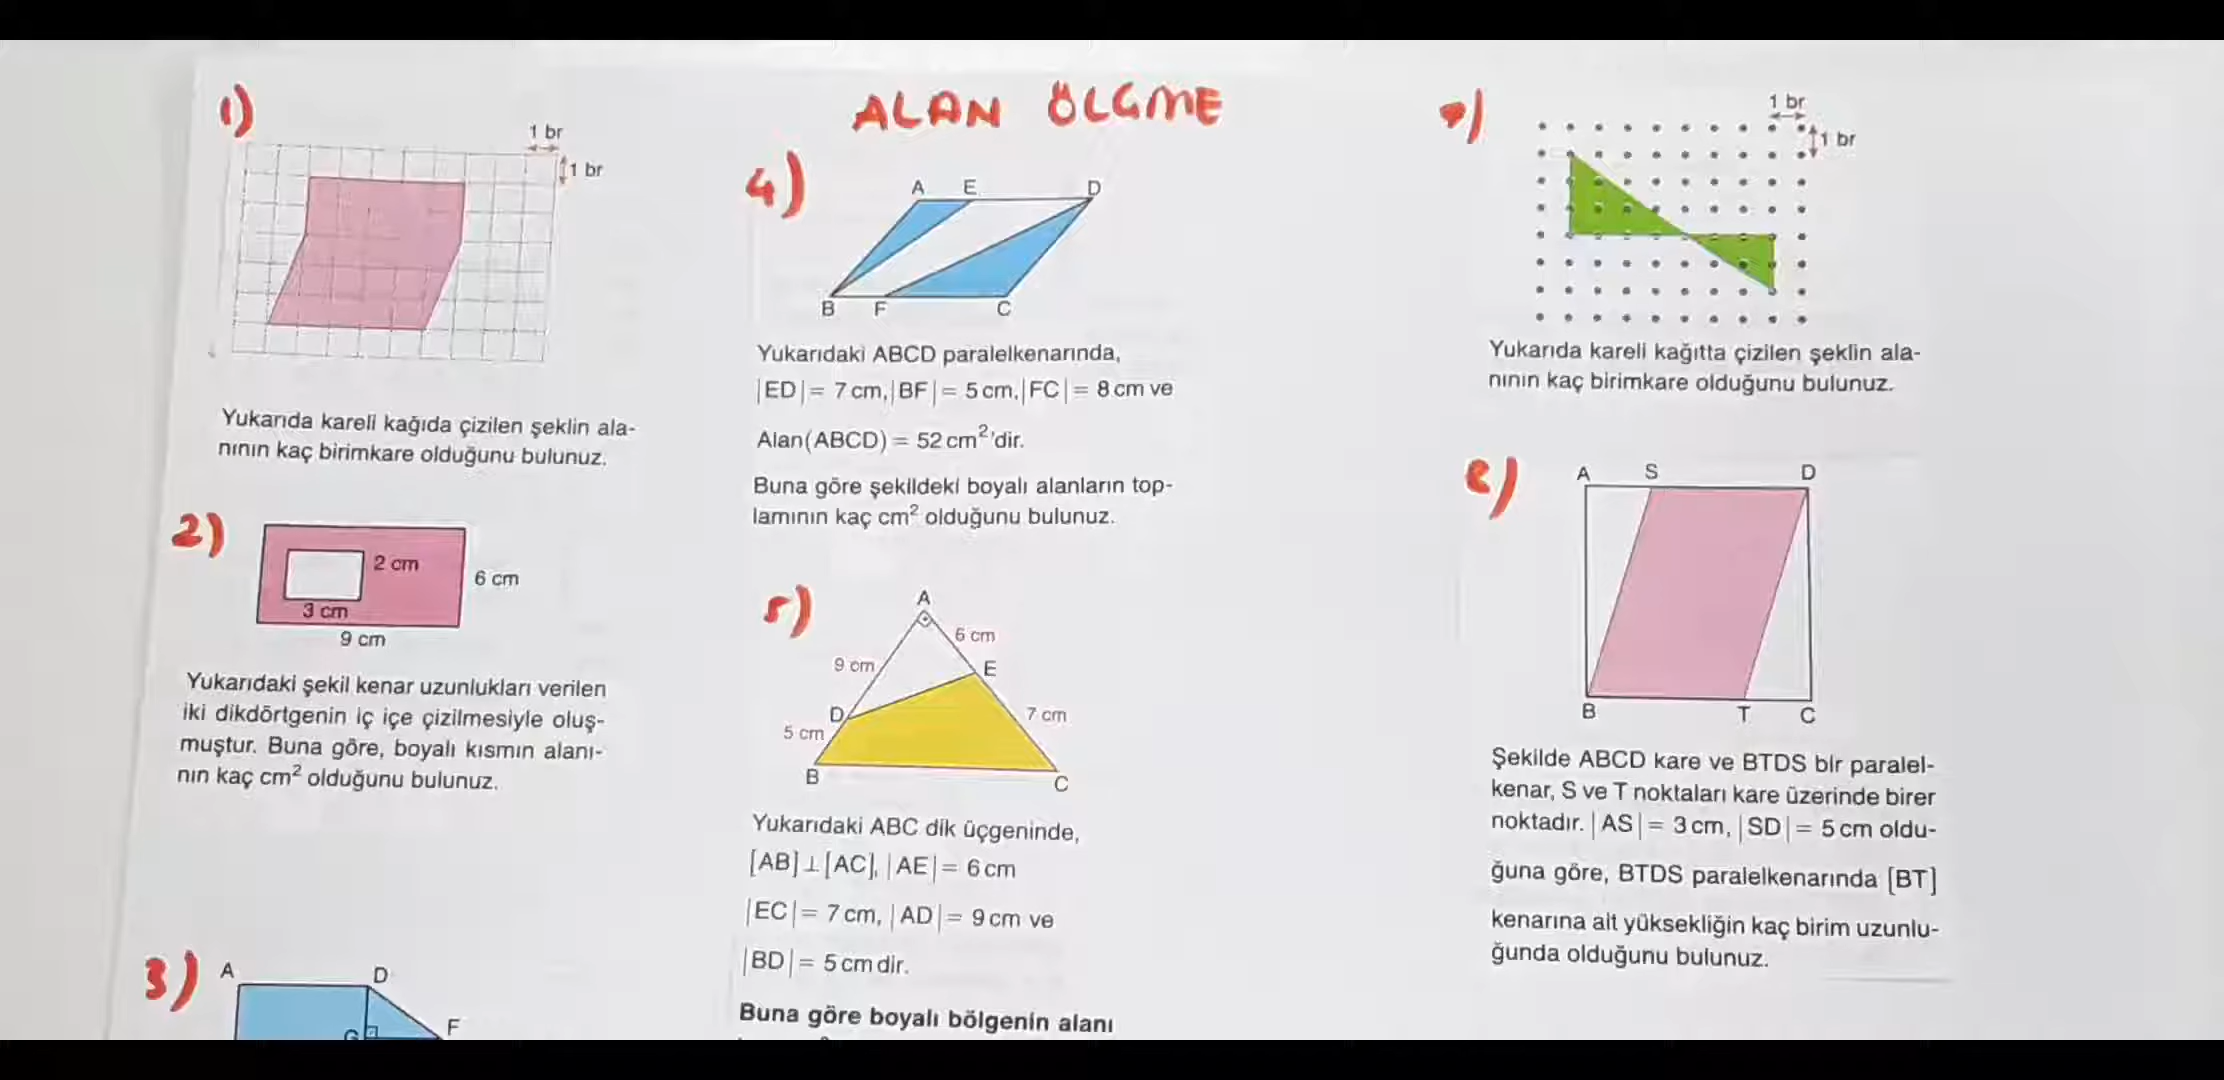 ALAN ÖLÇME
1)
1 br
1 br
Yukarıda kareli kağıda çizilen şeklin ala-
nının kaç birimkare olduğunu bulunuz.
2)
2 cm
6 cm
3 cm
9 cm
Yukarıdaki şekil kenar uzunlukları verilen
iki dikdörtgenin iç içe çizilmesiyle oluş-
muştur. Buna göre, boyalı kısmın alanı-
nın kaç cm² olduğunu bulunuz.
3)
A D
G F
4)
A E D
B F C
Yukarıdaki ABCD paralelkenarında,
|ED| = 7 cm, |BF| = 5 cm, |FC| = 8 cm ve
Alan(ABCD) = 52 cm²'dir.
Buna göre şekildeki boyalı alanların top-
lamının kaç cm² olduğunu bulunuz.
5)
A
6 cm
9 cm E
D 7 cm
5 cm
B C
Yukarıdaki ABC dik üçgeninde,
[AB] ⊥ [AC], |AE| = 6 cm
|EC| = 7 cm, |AD| = 9 cm ve
|BD| = 5 cm dir.
Buna göre boyalı bölgenin alanı
7)
1 br
1 br
Yukarıda kareli kağıtta çizilen şeklin ala-
nının kaç birimkare olduğunu bulunuz.
8)
A S D
B T C
Şekilde ABCD kare ve BTDS bir paralel-
kenar, S ve T noktaları kare üzerinde birer
noktadır. |AS| = 3 cm, |SD| = 5 cm oldu-
ğuna göre, BTDS paralelkenarında [BT]
kenarına ait yüksekliğin kaç birim uzunlu-
ğunda olduğunu bulunuz.